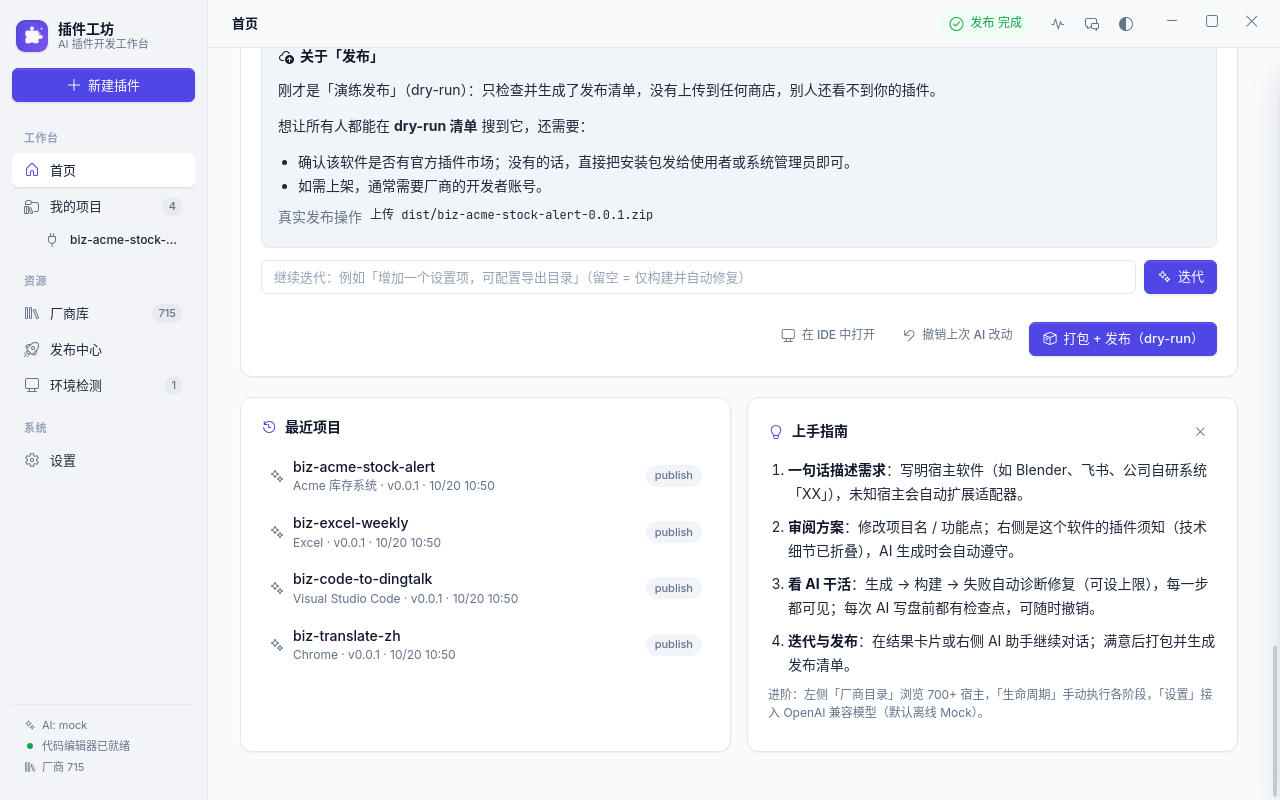 插件工坊
AI 插件开发工作台
新建插件
工作台
首页
我的项目 4
biz-acme-stock-...
资源
厂商库 715
发布中心
环境检测 1
系统
设置
AI: mock
代码编辑器已就绪
厂商 715
首页
发布 完成
关于「发布」
刚才是「演练发布」（dry-run）：只检查并生成了发布清单，没有上传到任何商店，别人还看不到你的插件。
想让所有人都能在 dry-run 清单 搜到它，还需要：
确认该软件是否有官方插件市场；没有的话，直接把安装包发给使用者或系统管理员即可。
如需上架，通常需要厂商的开发者账号。
真实发布操作 上传 dist/biz-acme-stock-alert-0.0.1.zip
继续迭代：例如「增加一个设置项，可配置导出目录」（留空 = 仅构建并自动修复）
迭代
在 IDE 中打开
撤销上次 AI 改动
打包 + 发布（dry-run）
最近项目
biz-acme-stock-alert
Acme 库存系统 · v0.0.1 · 10/20 10:50
publish
biz-excel-weekly
Excel · v0.0.1 · 10/20 10:50
publish
biz-code-to-dingtalk
Visual Studio Code · v0.0.1 · 10/20 10:50
publish
biz-translate-zh
Chrome · v0.0.1 · 10/20 10:50
publish
上手指南
1. 一句话描述需求：写明宿主软件（如 Blender、飞书、公司自研系统
「XX」），未知宿主会自动扩展适配器。
2. 审阅方案：修改项目名 / 功能点；右侧是这个软件的插件须知（技术
细节已折叠），AI 生成时会自动遵守。
3. 看 AI 干活：生成 → 构建 → 失败自动诊断修复（可设上限），每一步
都可见；每次 AI 写盘前都有检查点，可随时撤销。
4. 迭代与发布：在结果卡片或右侧 AI 助手继续对话；满意后打包并生成
发布清单。
进阶：左侧「厂商目录」浏览 700+ 宿主，「生命周期」手动执行各阶段，「设置」接
入 OpenAI 兼容模型（默认离线 Mock）。